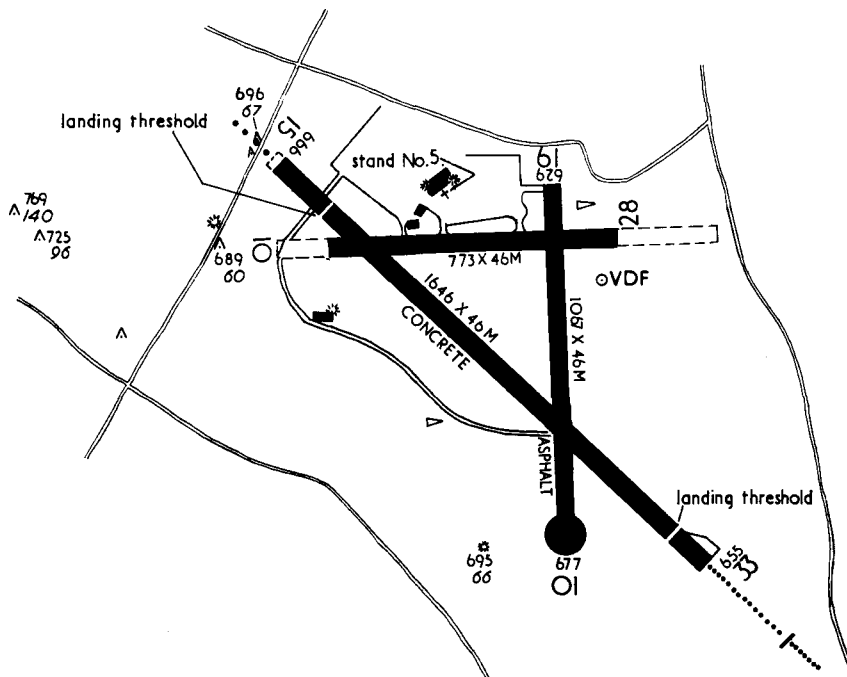 696
67
landing threshold
15
666
stand No.5.
19
629
28
769
140
725
96
689
60
10
773 X 46M
VDF
1646 X 46M
CONCRETE
1067 X 46M
ASPHALT
landing threshold
695
66
677
01
655
33